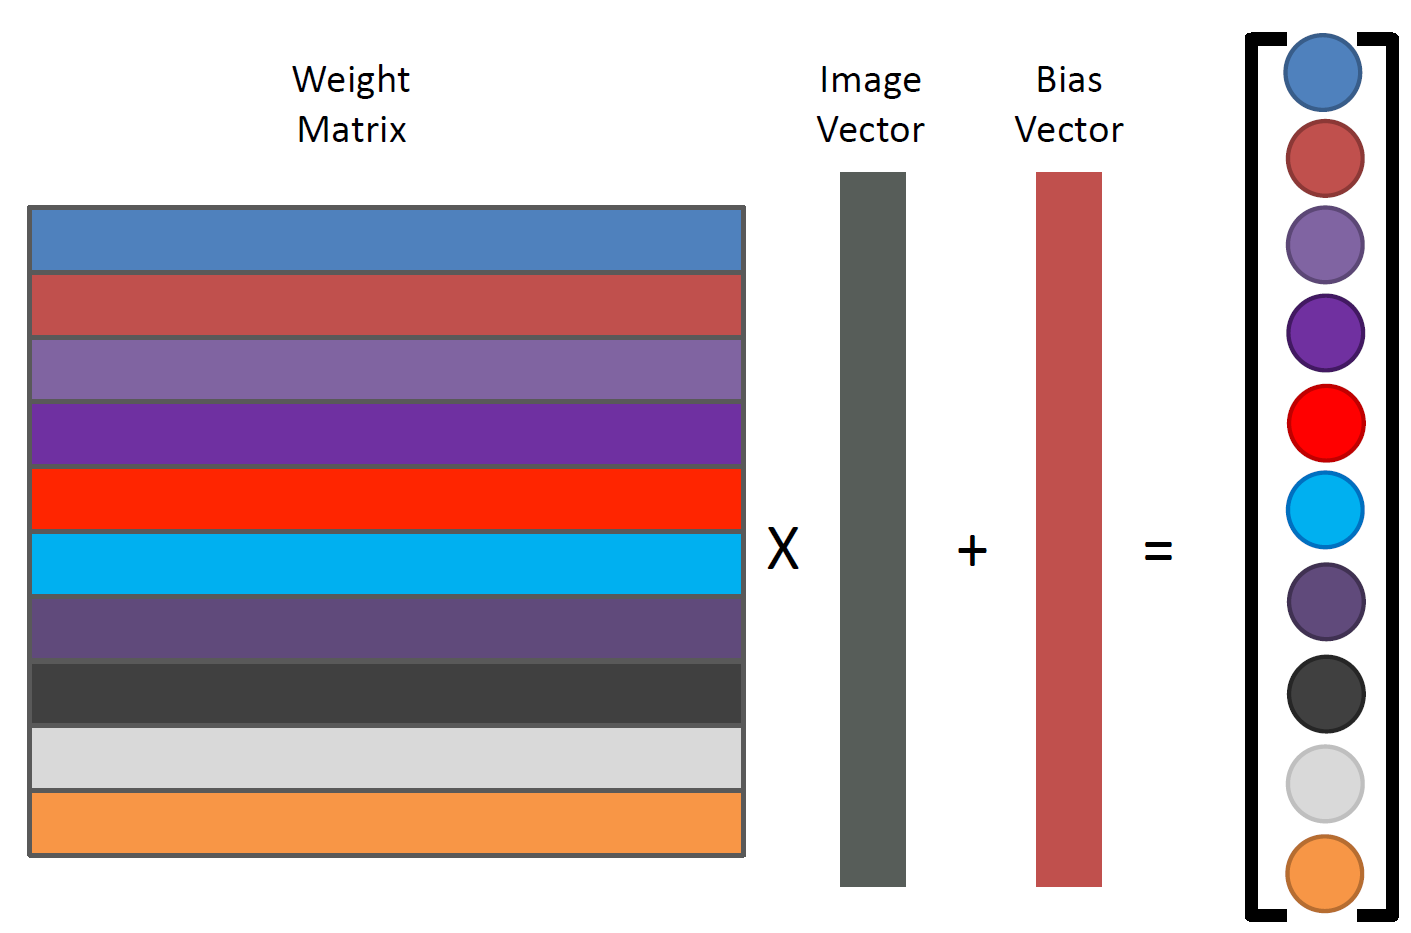 Weight
Matrix
Image
Vector
Bias
Vector
X
+
=